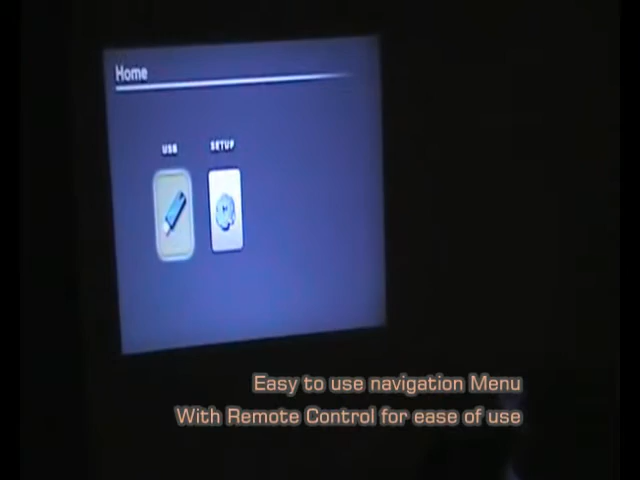 Home
USB SETUP
Easy to use navigation Menu
With Remote Control for ease of use